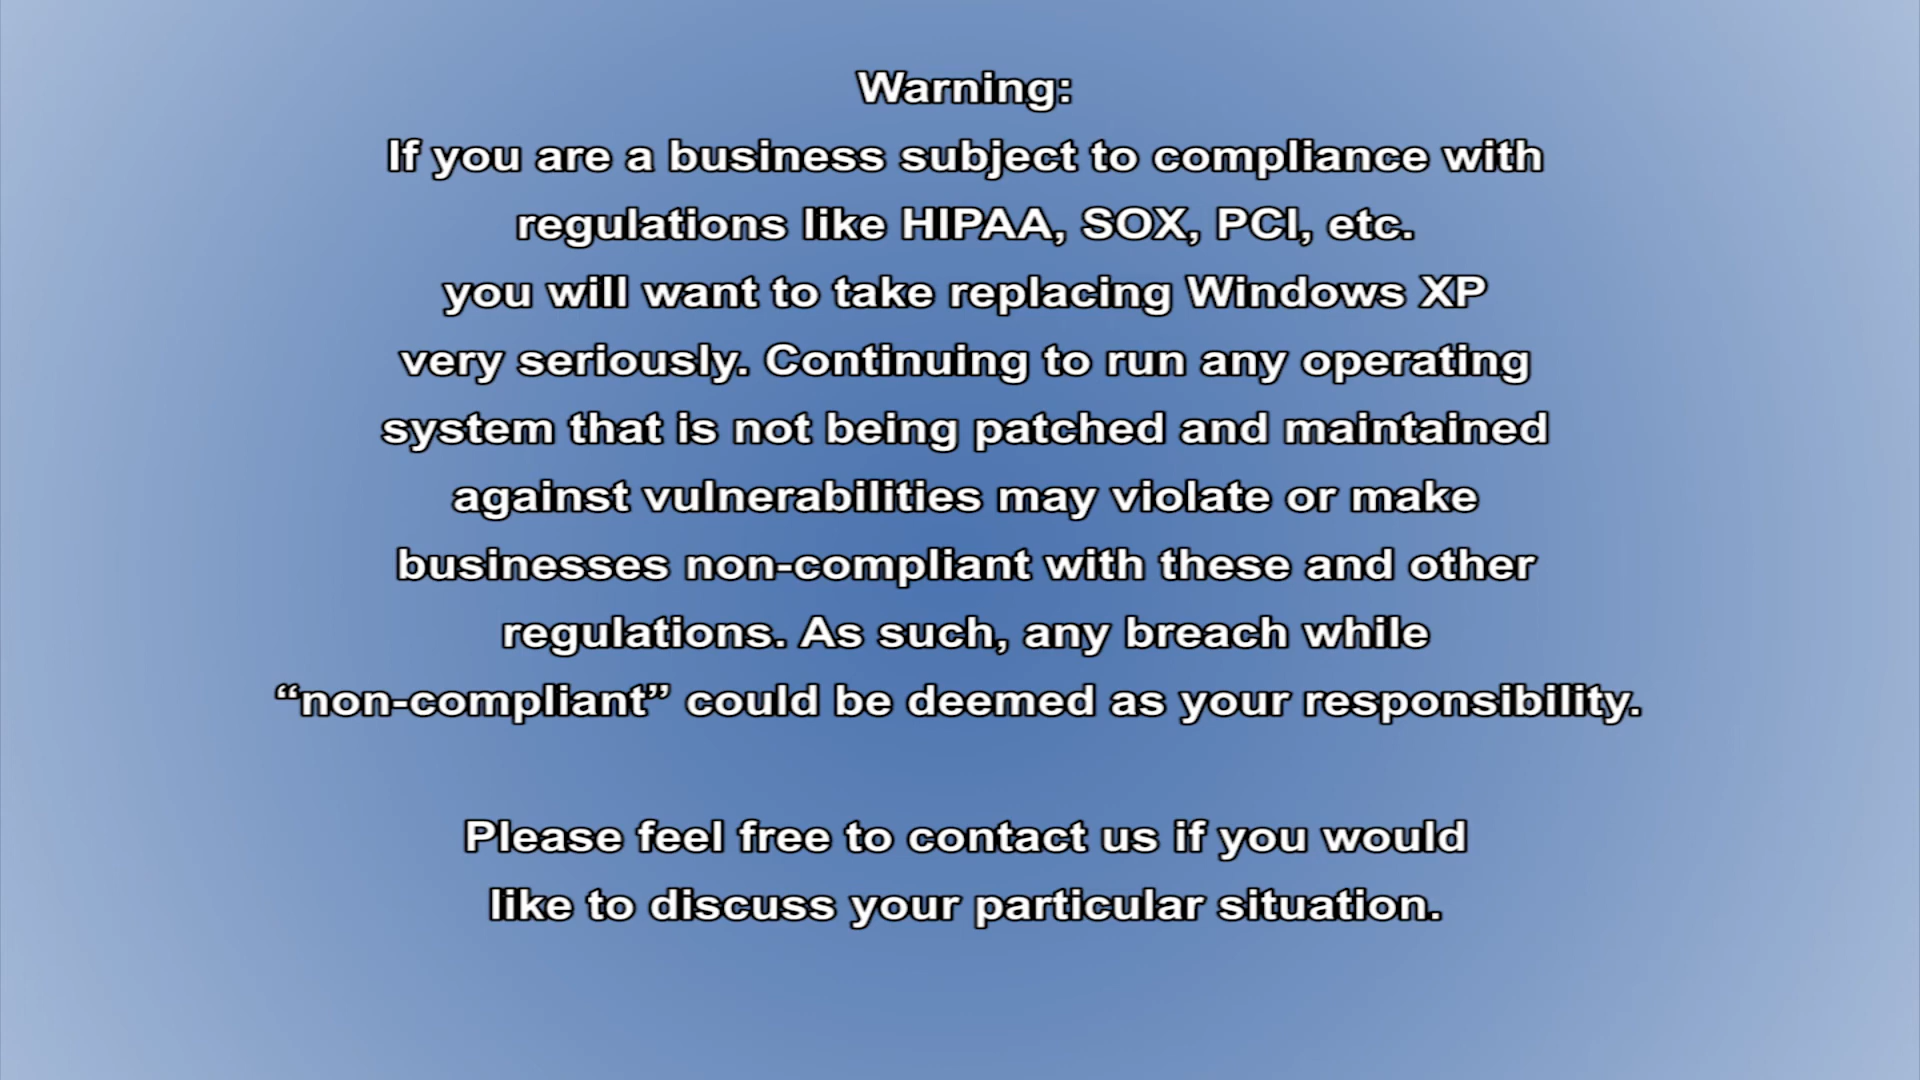 Warning:
If you are a business subject to compliance with
regulations like HIPAA, SOX, PCI, etc.
you will want to take replacing Windows XP
very seriously. Continuing to run any operating
system that is not being patched and maintained
against vulnerabilities may violate or make
businesses non-compliant with these and other
regulations. As such, any breach while
“non-compliant” could be deemed as your responsibility.
Please feel free to contact us if you would
like to discuss your particular situation.